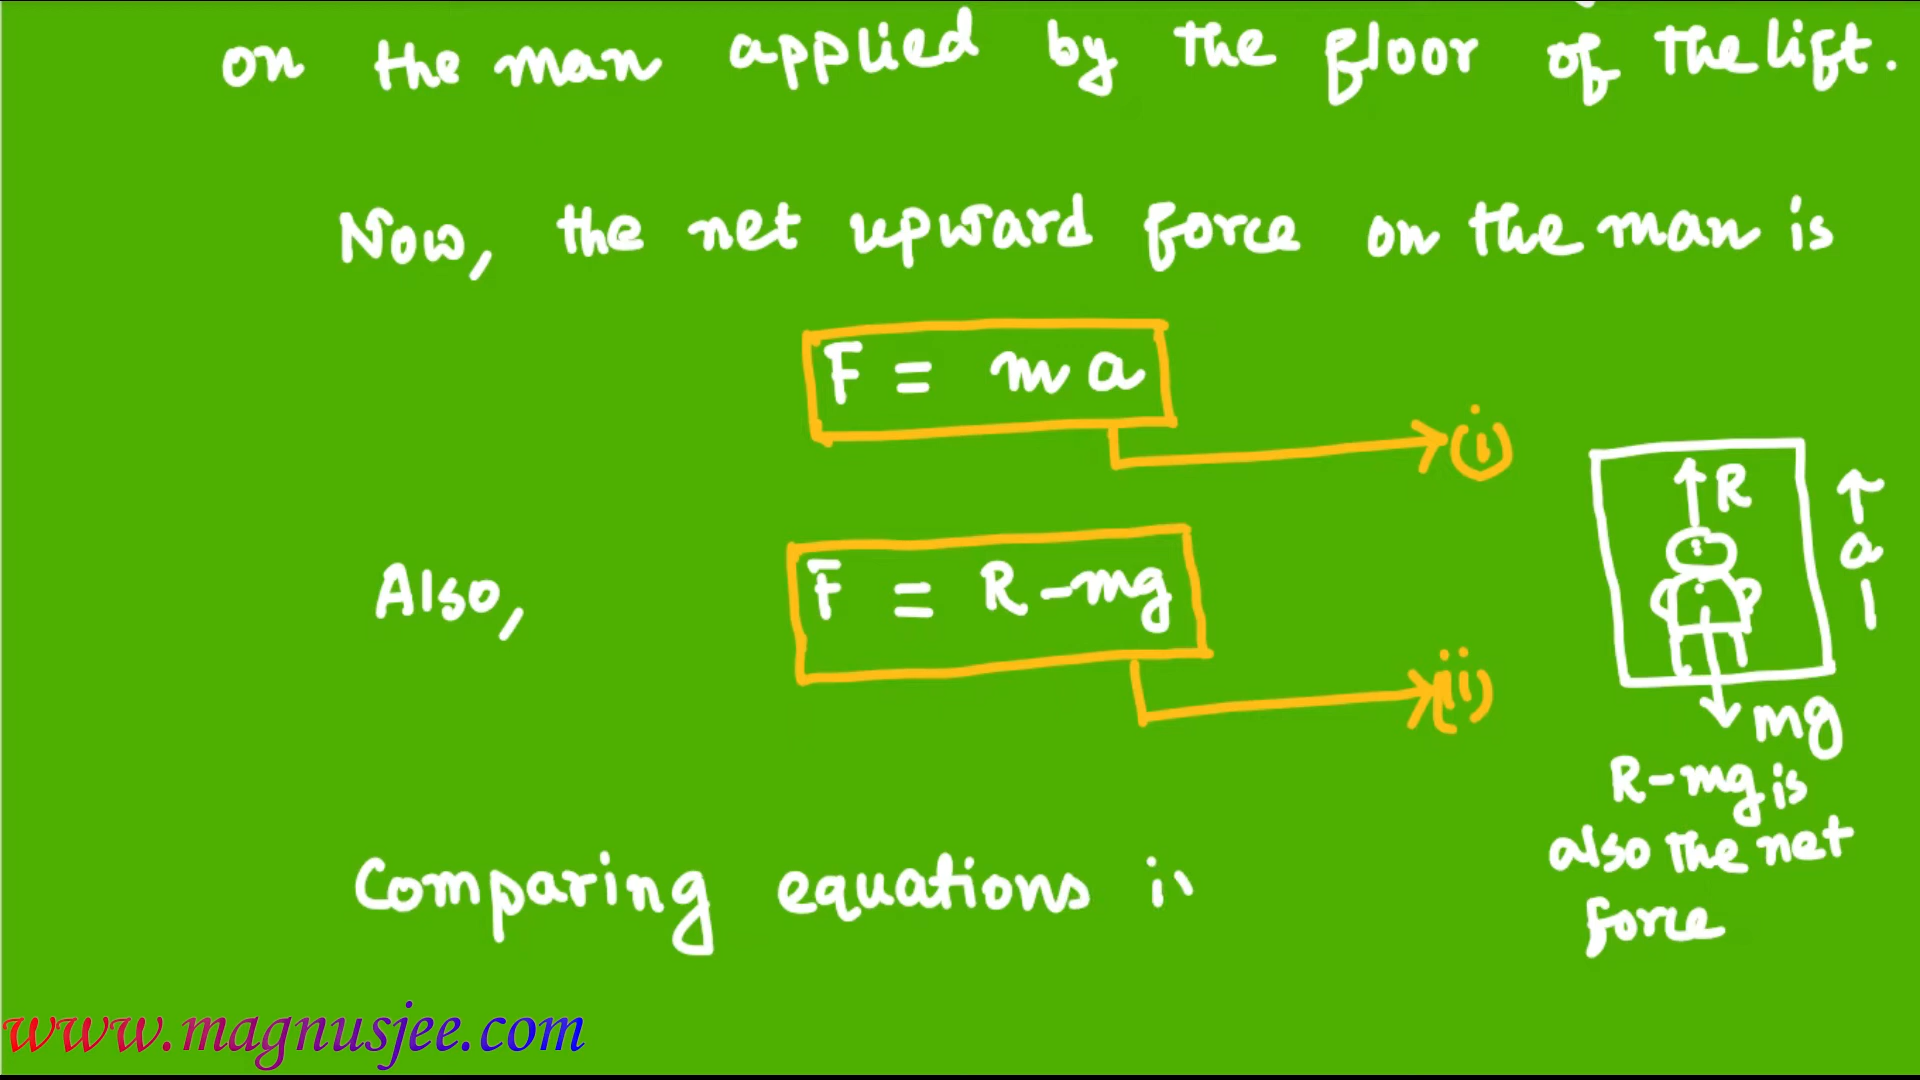 on the man applied by the floor of the lift.
Now, the net upward force on the man is
F = ma
(i)
R
a
Also,
F = R-mg
(ii)
mg
R-mg is
also the net
force
Comparing equations i
www.magnusjee.com